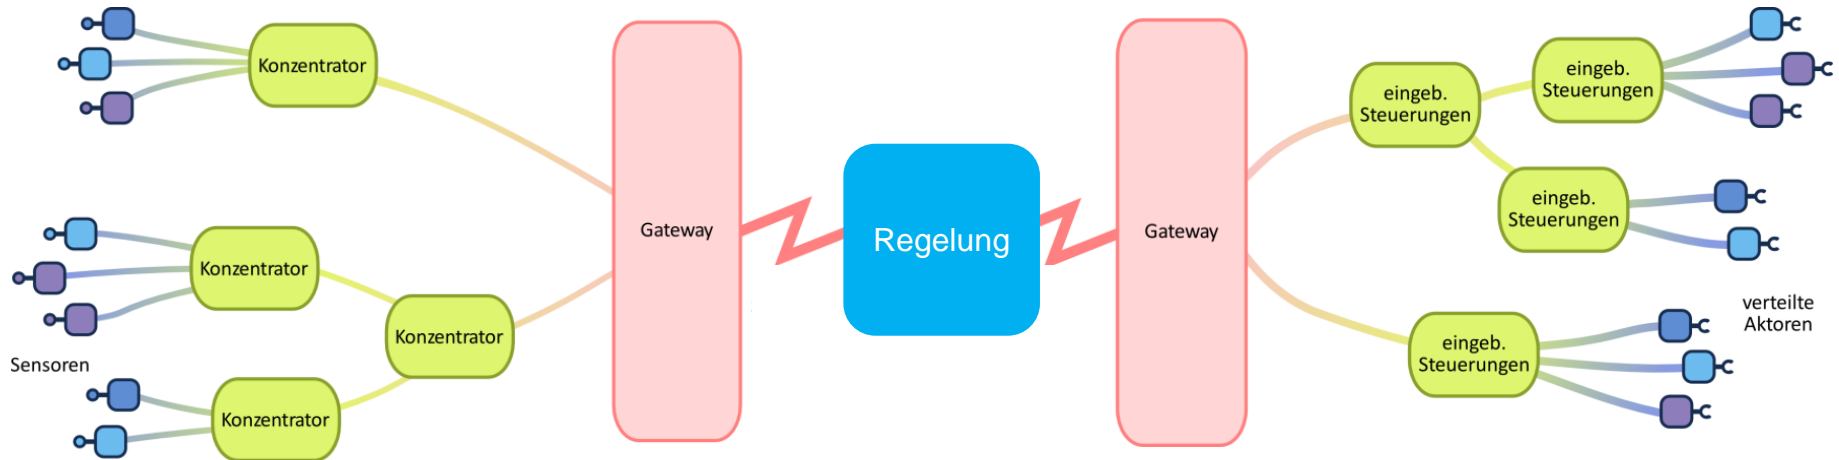 Konzentrator
Konzentrator
Konzentrator
Sensoren
Konzentrator
Gateway
Regelung
Gateway
eingeb.
Steuerungen
eingeb.
Steuerungen
eingeb.
Steuerungen
verteilte
Aktoren
eingeb.
Steuerungen